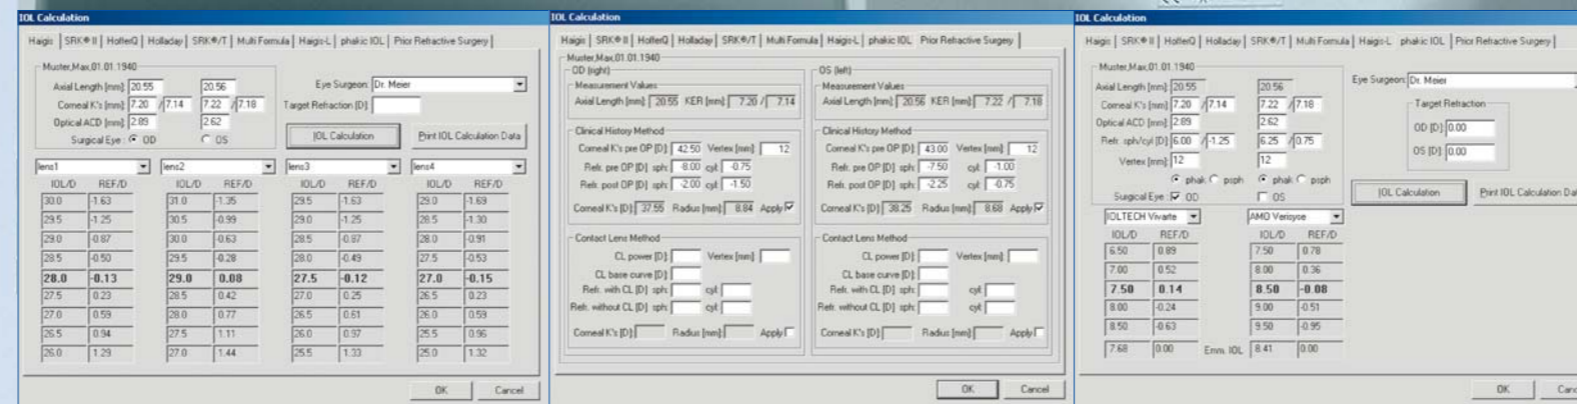 IOL Calculation
Haigis | SRK® II | HofferQ | Holladay | SRK®/T | Multi Formula | Haigis-L | phakic IOL | Prior Refractive Surgery
Muster,Max,01.01.1940
Axial Length [mm]: 20.55 20.56 Eye Surgeon: Dr. Meier
Corneal K's [mm]: 7.20 / 7.14 7.22 / 7.18 Target Refraction [D]:
Optical ACD [mm]: 2.89 2.62
Surgical Eye: OD OS IOL Calculation Print IOL Calculation Data
lens1 lens2 lens3 lens4
IOL/D REF/D IOL/D REF/D IOL/D REF/D IOL/D REF/D
30.0 -1.63 31.0 -1.35 29.5 -1.63 29.0 -1.69
29.5 -1.25 30.5 -0.99 29.0 -1.25 28.5 -1.30
29.0 -0.87 30.0 -0.63 28.5 -0.87 28.0 -0.91
28.5 -0.50 29.5 -0.28 28.0 -0.49 27.5 -0.53
28.0 -0.13 29.0 0.08 27.5 -0.12 27.0 -0.15
27.5 0.23 28.5 0.42 27.0 0.25 26.5 0.23
27.0 0.59 28.0 0.77 26.5 0.61 26.0 0.59
26.5 0.94 27.5 1.11 26.0 0.97 25.5 0.96
26.0 1.29 27.0 1.44 25.5 1.33 25.0 1.32
OK Cancel
IOL Calculation
Haigis | SRK® II | HofferQ | Holladay | SRK®/T | Multi Formula | Haigis-L | phakic IOL | Prior Refractive Surgery
Muster,Max,01.01.1940
OD (right)
Measurement Values
Axial Length [mm]: 20.55 KER [mm]: 7.20 / 7.14
Clinical History Method
Corneal K's pre OP [D]: 42.50 Vertex [mm]: 12
Refr. pre OP [D] sph: -8.00 cyl: -0.75
Refr. post OP [D] sph: -2.00 cyl: -1.50
Corneal K's [D]: 37.55 Radius [mm]: 8.84 Apply
Contact Lens Method
CL power [D]: Vertex [mm]:
CL base curve [D]:
Refr. with CL [D] sph: cyl:
Refr. without CL [D] sph: cyl:
Corneal K's [D]: Radius [mm]: Apply
OS (left)
Measurement Values
Axial Length [mm]: 20.56 KER [mm]: 7.22 / 7.18
Clinical History Method
Corneal K's pre OP [D]: 43.00 Vertex [mm]: 12
Refr. pre OP [D] sph: -7.50 cyl: -1.00
Refr. post OP [D] sph: -2.25 cyl: -0.75
Corneal K's [D]: 38.25 Radius [mm]: 8.68 Apply
Contact Lens Method
CL power [D]: Vertex [mm]:
CL base curve [D]:
Refr. with CL [D] sph: cyl:
Refr. without CL [D] sph: cyl:
Corneal K's [D]: Radius [mm]: Apply
OK Cancel
IOL Calculation
Haigis | SRK® II | HofferQ | Holladay | SRK®/T | Multi Formula | Haigis-L | phakic IOL | Prior Refractive Surgery
Muster,Max,01.01.1940
Axial Length [mm]: 20.55 20.56 Eye Surgeon: Dr. Meier
Corneal K's [mm]: 7.20 / 7.14 7.22 / 7.18 Target Refraction
Optical ACD [mm]: 2.89 2.62 OD [D]: 0.00
Refr. sph/cyl [D]: 6.00 / -1.25 6.25 / 0.75 OS [D]: 0.00
Vertex [mm]: 12 12
phak psph phak psph
Surgical Eye OD OS IOL Calculation Print IOL Calculation Dat
IOLTECH Vivarte AMO Verisyse
IOL/D REF/D IOL/D REF/D
6.50 0.89 7.50 0.78
7.00 0.52 8.00 0.36
7.50 0.14 8.50 -0.08
8.00 -0.24 9.00 -0.51
8.50 -0.63 9.50 -0.95
7.68 0.00 Emm. IOL 8.41 0.00
OK Canc